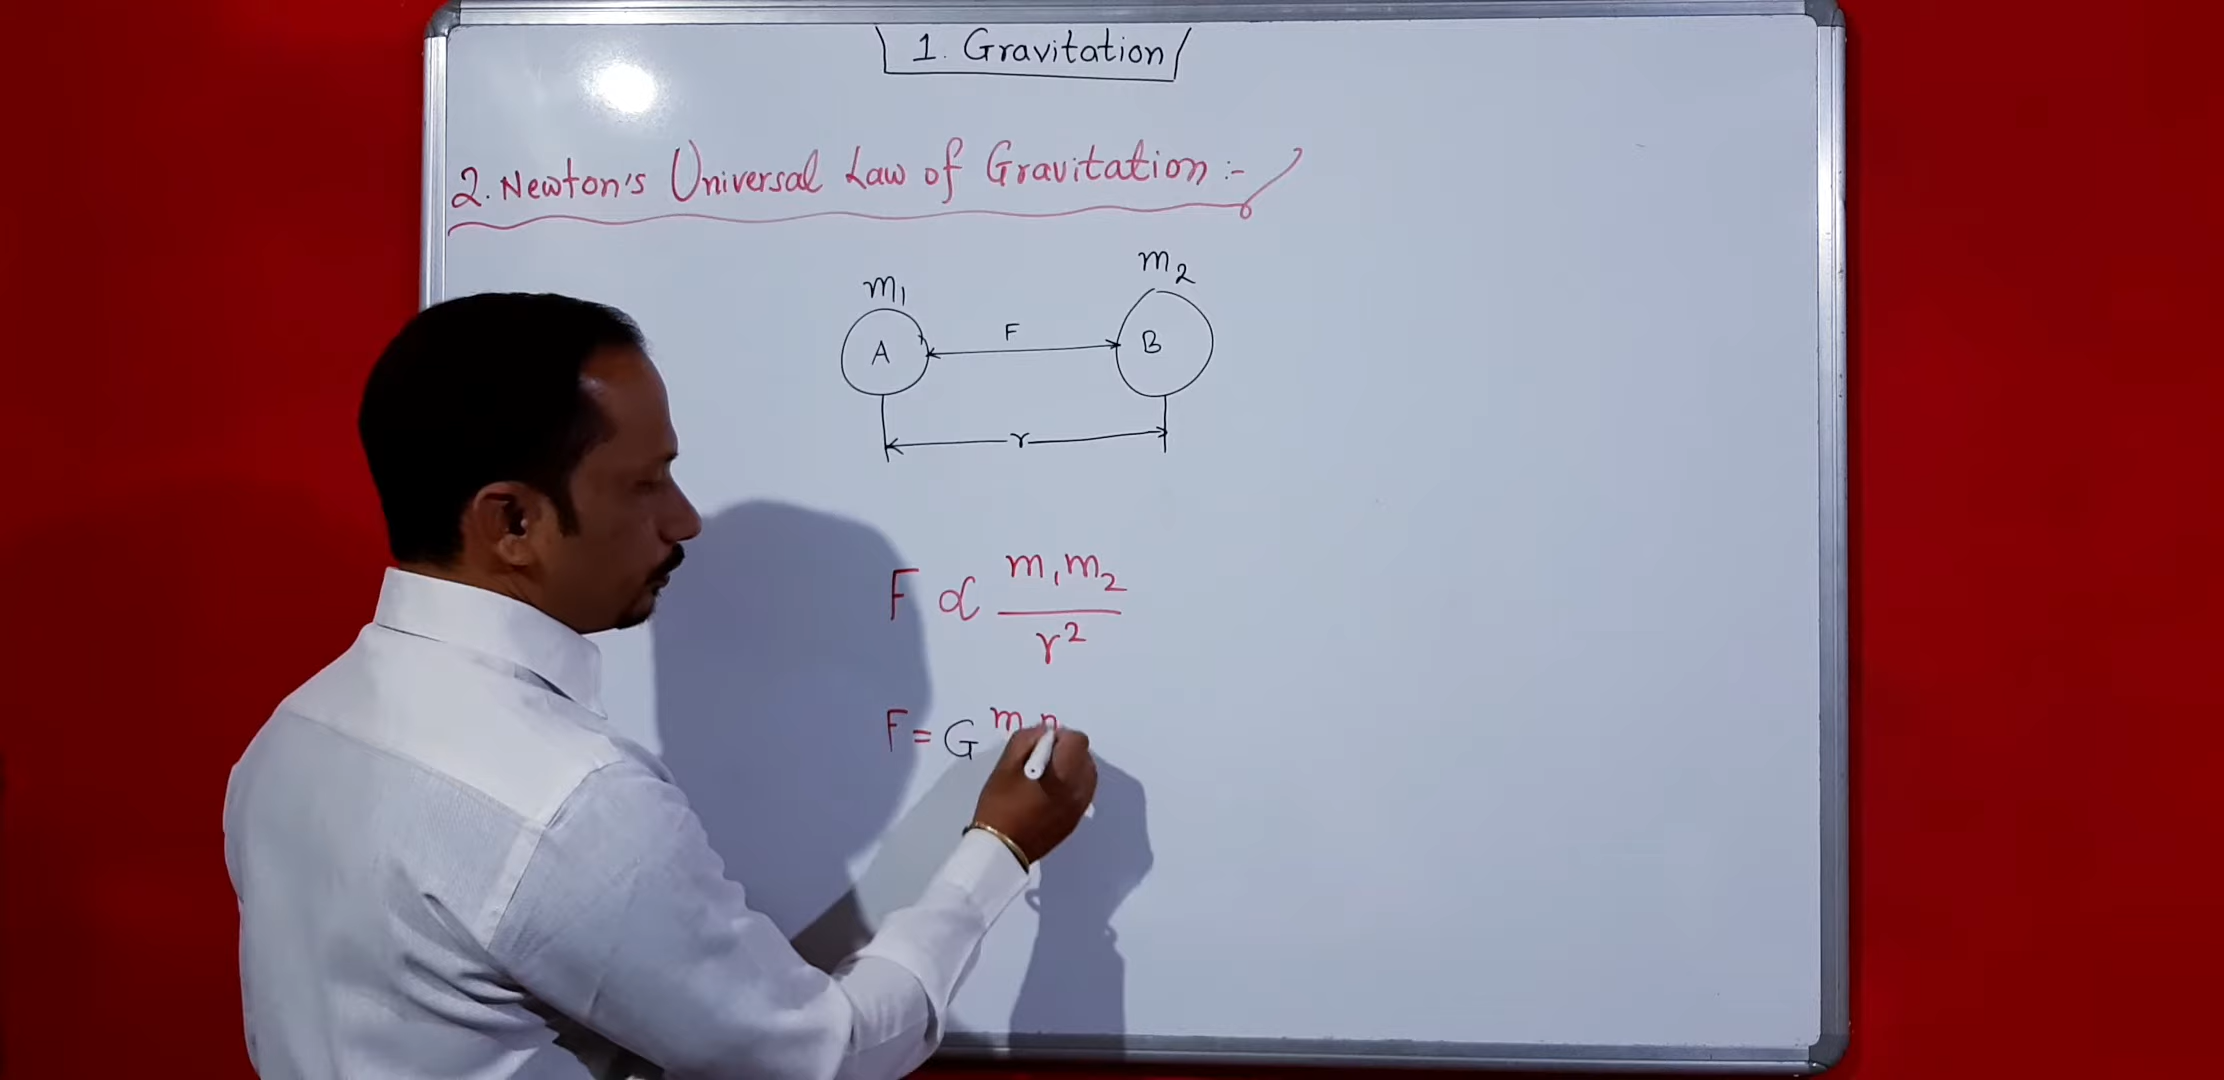 1. Gravitation
2. Newton's Universal Law of Gravitation :-
m1 m2
A F B
r
F ∝ m1m2
r²
F = G m